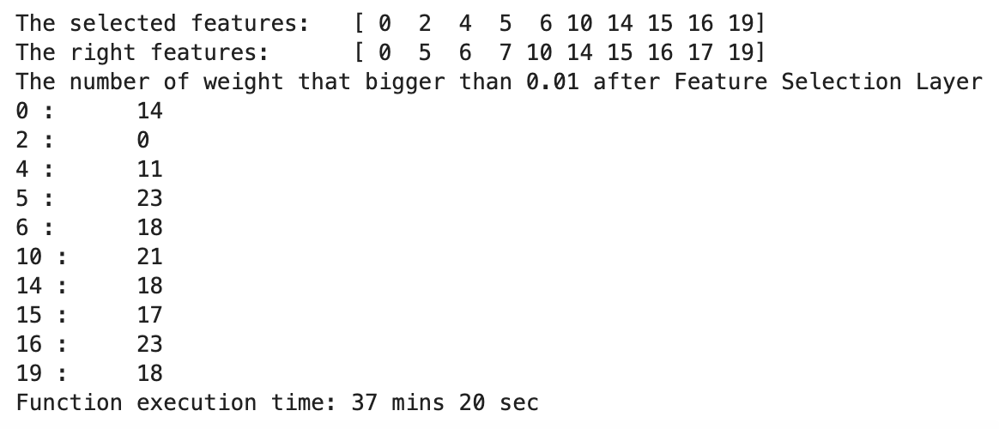 The selected features:   [ 0  2  4  5  6 10 14 15 16 19]
The right features:      [ 0  5  6  7 10 14 15 16 17 19]
The number of weight that bigger than 0.01 after Feature Selection Layer
0 :      14
2 :      0
4 :      11
5 :      23
6 :      18
10 :     21
14 :     18
15 :     17
16 :     23
19 :     18
Function execution time: 37 mins 20 sec